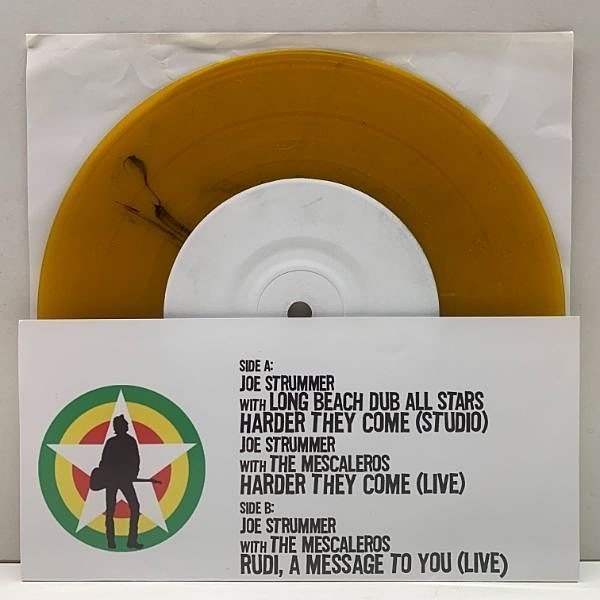 SIDE A:
JOE STRUMMER
WITH LONG BEACH DUB ALL STARS
HARDER THEY COME (STUDIO)
JOE STRUMMER
WITH THE MESCALEROS
HARDER THEY COME (LIVE)
SIDE B:
JOE STRUMMER
WITH THE MESCALEROS
RUDI, A MESSAGE TO YOU (LIVE)